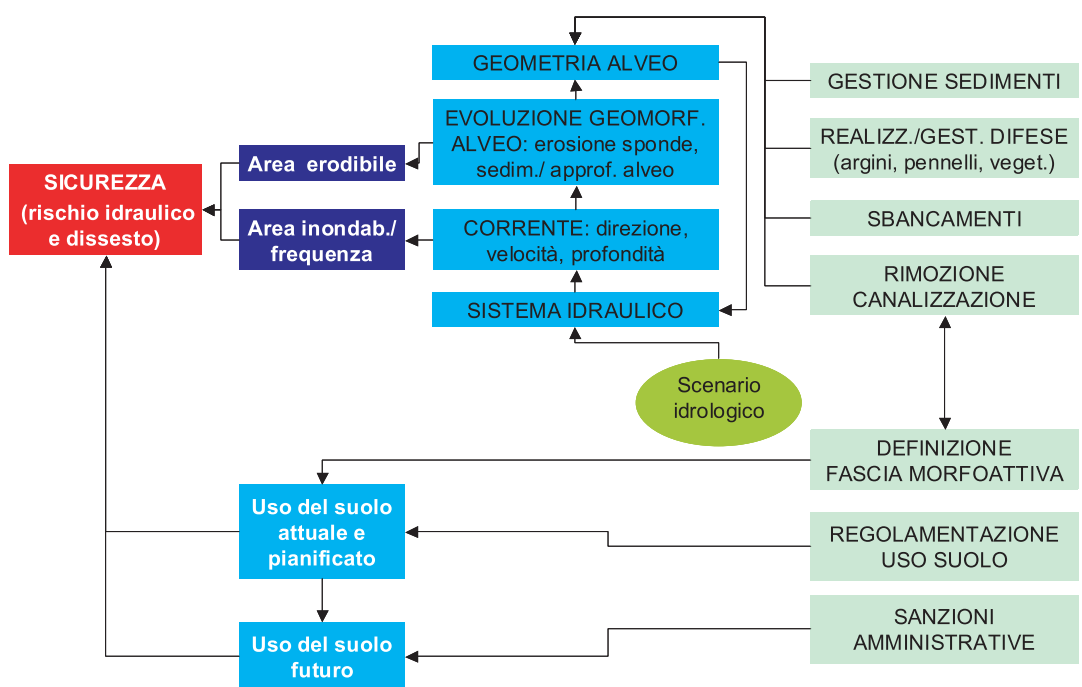 GEOMETRIA ALVEO
EVOLUZIONE GEOMORF.
ALVEO: erosione sponde,
sedim./ approf. alveo
CORRENTE: direzione,
velocità, profondità
SISTEMA IDRAULICO
Scenario
idrologico
Area  erodibile
Area inondab./
frequenza
SICUREZZA
(rischio idraulico
e dissesto)
GESTIONE SEDIMENTI
REALIZZ./GEST. DIFESE
(argini, pennelli, veget.)
SBANCAMENTI
RIMOZIONE
CANALIZZAZIONE
DEFINIZIONE
FASCIA MORFOATTIVA
REGOLAMENTAZIONE
USO SUOLO
SANZIONI
AMMINISTRATIVE
Uso del suolo
attuale e
pianificato
Uso del suolo
futuro